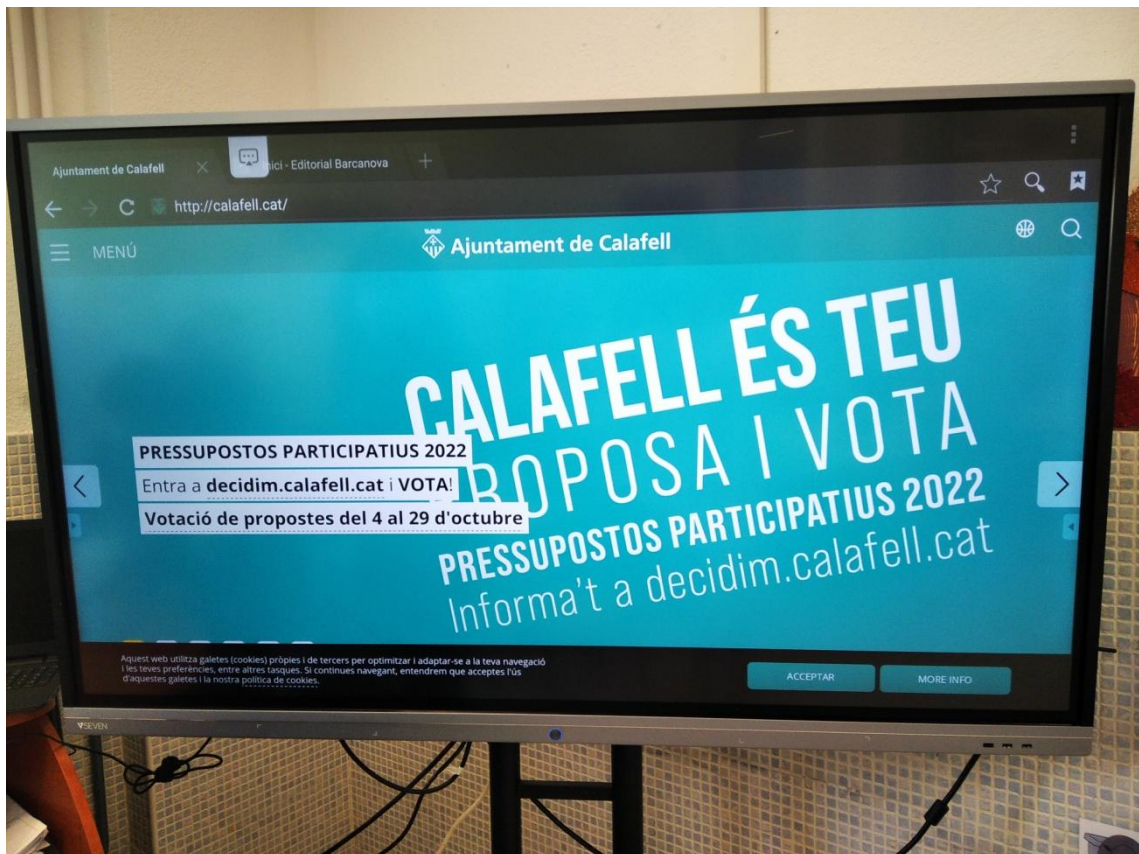 Ajuntament de Calafell
Inici - Editorial Barcanova
http://calafell.cat/
MENÚ
Ajuntament de Calafell
CALAFELL ÉS TEU
PROPOSA I VOTA
PRESSUPOSTOS PARTICIPATIUS 2022
Informa't a decidim.calafell.cat
PRESSUPOSTOS PARTICIPATIUS 2022
Entra a decidim.calafell.cat i VOTA!
Votació de propostes del 4 al 29 d'octubre
Aquest web utilitza galetes (cookies) pròpies i de tercers per optimitzar i adaptar-se a la teva navegació
i les teves preferències, entre altres tasques. Si continues navegant, entendrem que acceptes l'ús
d'aquestes galetes i la nostra política de cookies.
ACCEPTAR
MORE INFO
VSEVEN